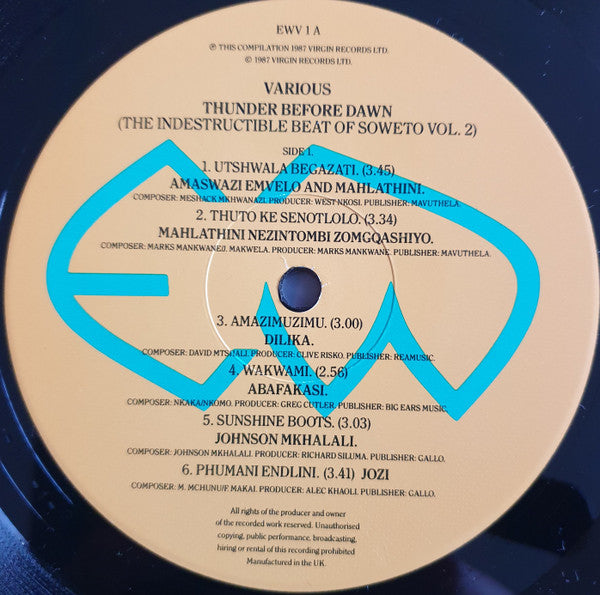 EWV 1 A
℗ THIS COMPILATION 1987 VIRGIN RECORDS LTD.
© 1987 VIRGIN RECORDS LTD.
VARIOUS
THUNDER BEFORE DAWN
(THE INDESTRUCTIBLE BEAT OF SOWETO VOL. 2)
SIDE 1.
1. UTSHWALA BEGAZATI. (3.45)
AMASWAZI EMVELO AND MAHLATHINI.
COMPOSER: MESHACK MKHWANAZI. PRODUCER: WEST NKOSI. PUBLISHER: MAVUTHELA.
2. THUTO KE SENOTLOLO. (3.34)
MAHLATHINI NEZINTOMBI ZOMGQASHIYO.
COMPOSER: MARKS MANKWANE/J. MAKWELA. PRODUCER: MARKS MANKWANE. PUBLISHER: MAVUTHELA.
3. AMAZIMUZIMU. (3.00)
DILIKA.
COMPOSER: DAVID MTSHALI. PRODUCER: CLIVE RISKO. PUBLISHER: REAMUSIC.
4. WAKWAMI. (2.56)
ABAFAKASI.
COMPOSER: NKAKA/NKOMO. PRODUCER: GREG CUTLER. PUBLISHER: BIG EARS MUSIC.
5. SUNSHINE BOOTS. (3.03)
JOHNSON MKHALALI.
COMPOSER: JOHNSON MKHALALI. PRODUCER: RICHARD SILUMA. PUBLISHER: GALLO.
6. PHUMANI ENDLINI. (3.41) JOZI
COMPOSER: M. MCHUNU/F. MAKAI. PRODUCER: ALEC KHAOLI. PUBLISHER: GALLO.
All rights of the producer and owner
of the recorded work reserved. Unauthorised
copying, public performance, broadcasting,
hiring or rental of this recording prohibited
Manufactured in the UK.